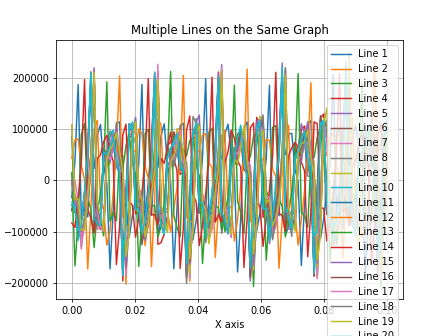 Multiple Lines on the Same Graph
200000
100000
0
−100000
−200000
0.00
0.02
0.04
0.06
X axis
Line 1
Line 2
Line 3
Line 4
Line 5
Line 6
Line 7
Line 8
Line 9
Line 10
Line 11
Line 12
Line 13
Line 14
Line 15
Line 16
Line 17
Line 18
Line 19
Line 20